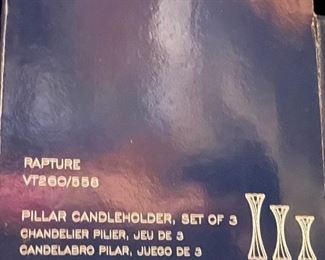 RAPTURE
VT260/558
PILLAR CANDLEHOLDER, SET OF 3
CHANDELIER PILIER, JEU DE 3
CANDELABRO PILAR, JUEGO DE 3